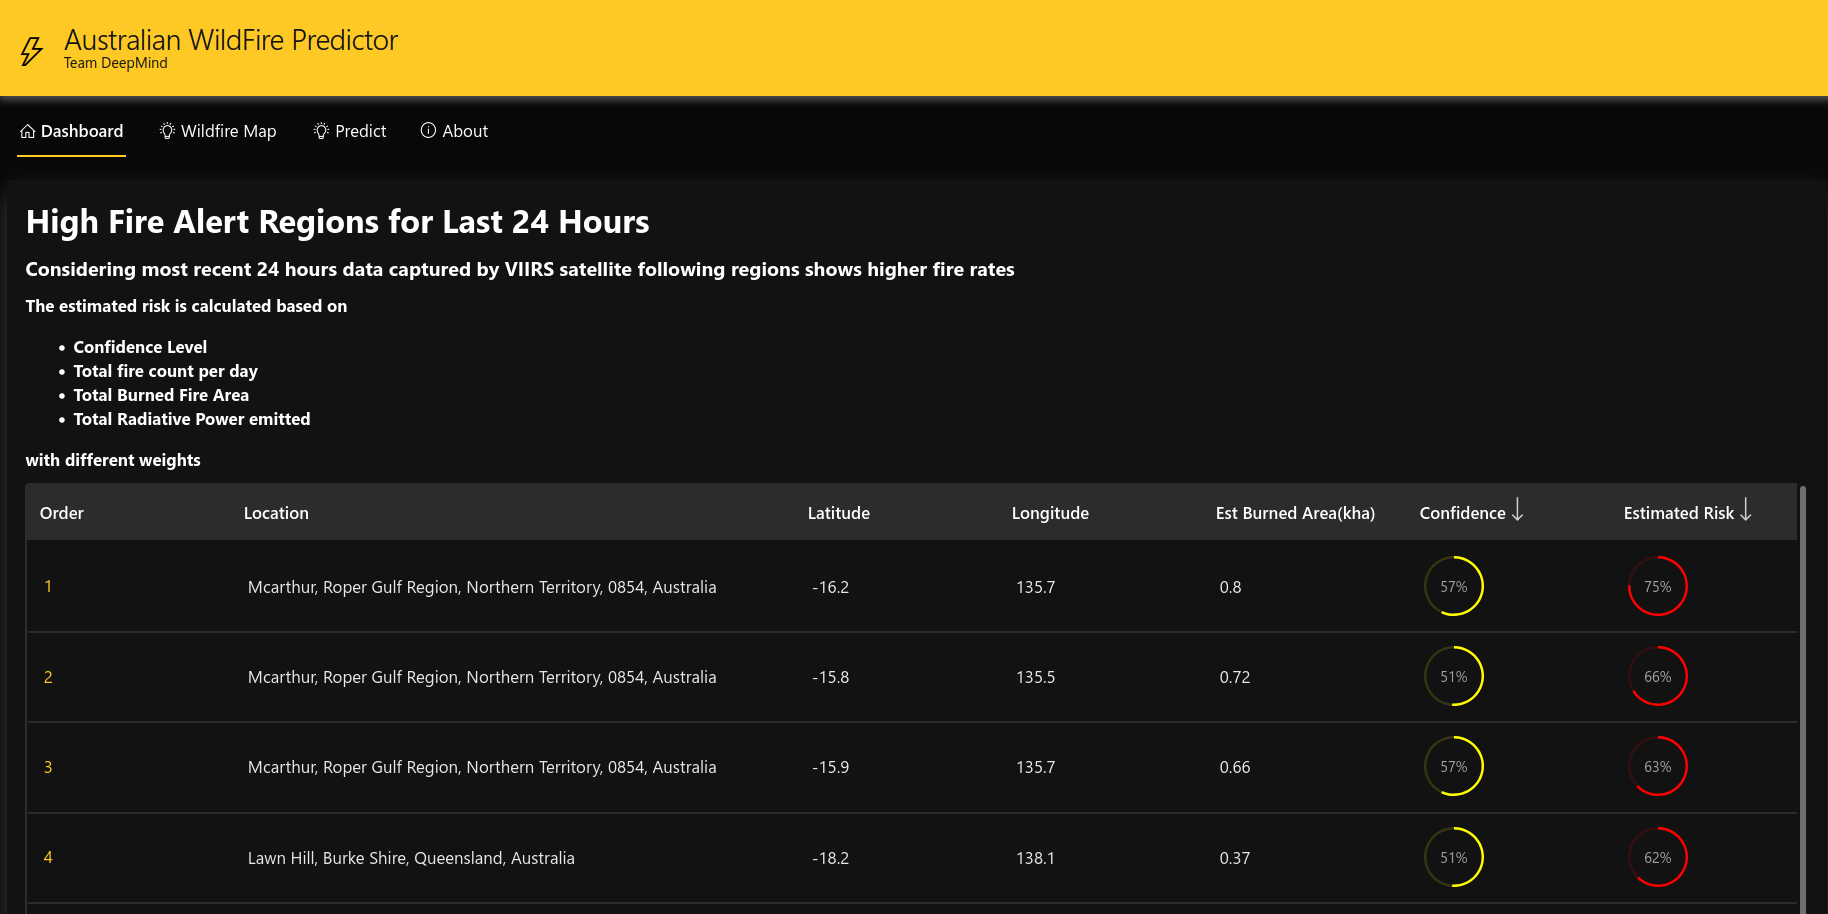 Australian WildFire Predictor
Team DeepMind
Dashboard Wildfire Map Predict About
High Fire Alert Regions for Last 24 Hours
Considering most recent 24 hours data captured by VIIRS satellite following regions shows higher fire rates
The estimated risk is calculated based on
• Confidence Level
• Total fire count per day
• Total Burned Fire Area
• Total Radiative Power emitted
with different weights
Order Location Latitude Longitude Est Burned Area(kha) Confidence ↓ Estimated Risk ↓
1 Mcarthur, Roper Gulf Region, Northern Territory, 0854, Australia -16.2 135.7 0.8 57% 75%
2 Mcarthur, Roper Gulf Region, Northern Territory, 0854, Australia -15.8 135.5 0.72 51% 66%
3 Mcarthur, Roper Gulf Region, Northern Territory, 0854, Australia -15.9 135.7 0.66 57% 63%
4 Lawn Hill, Burke Shire, Queensland, Australia -18.2 138.1 0.37 51% 62%